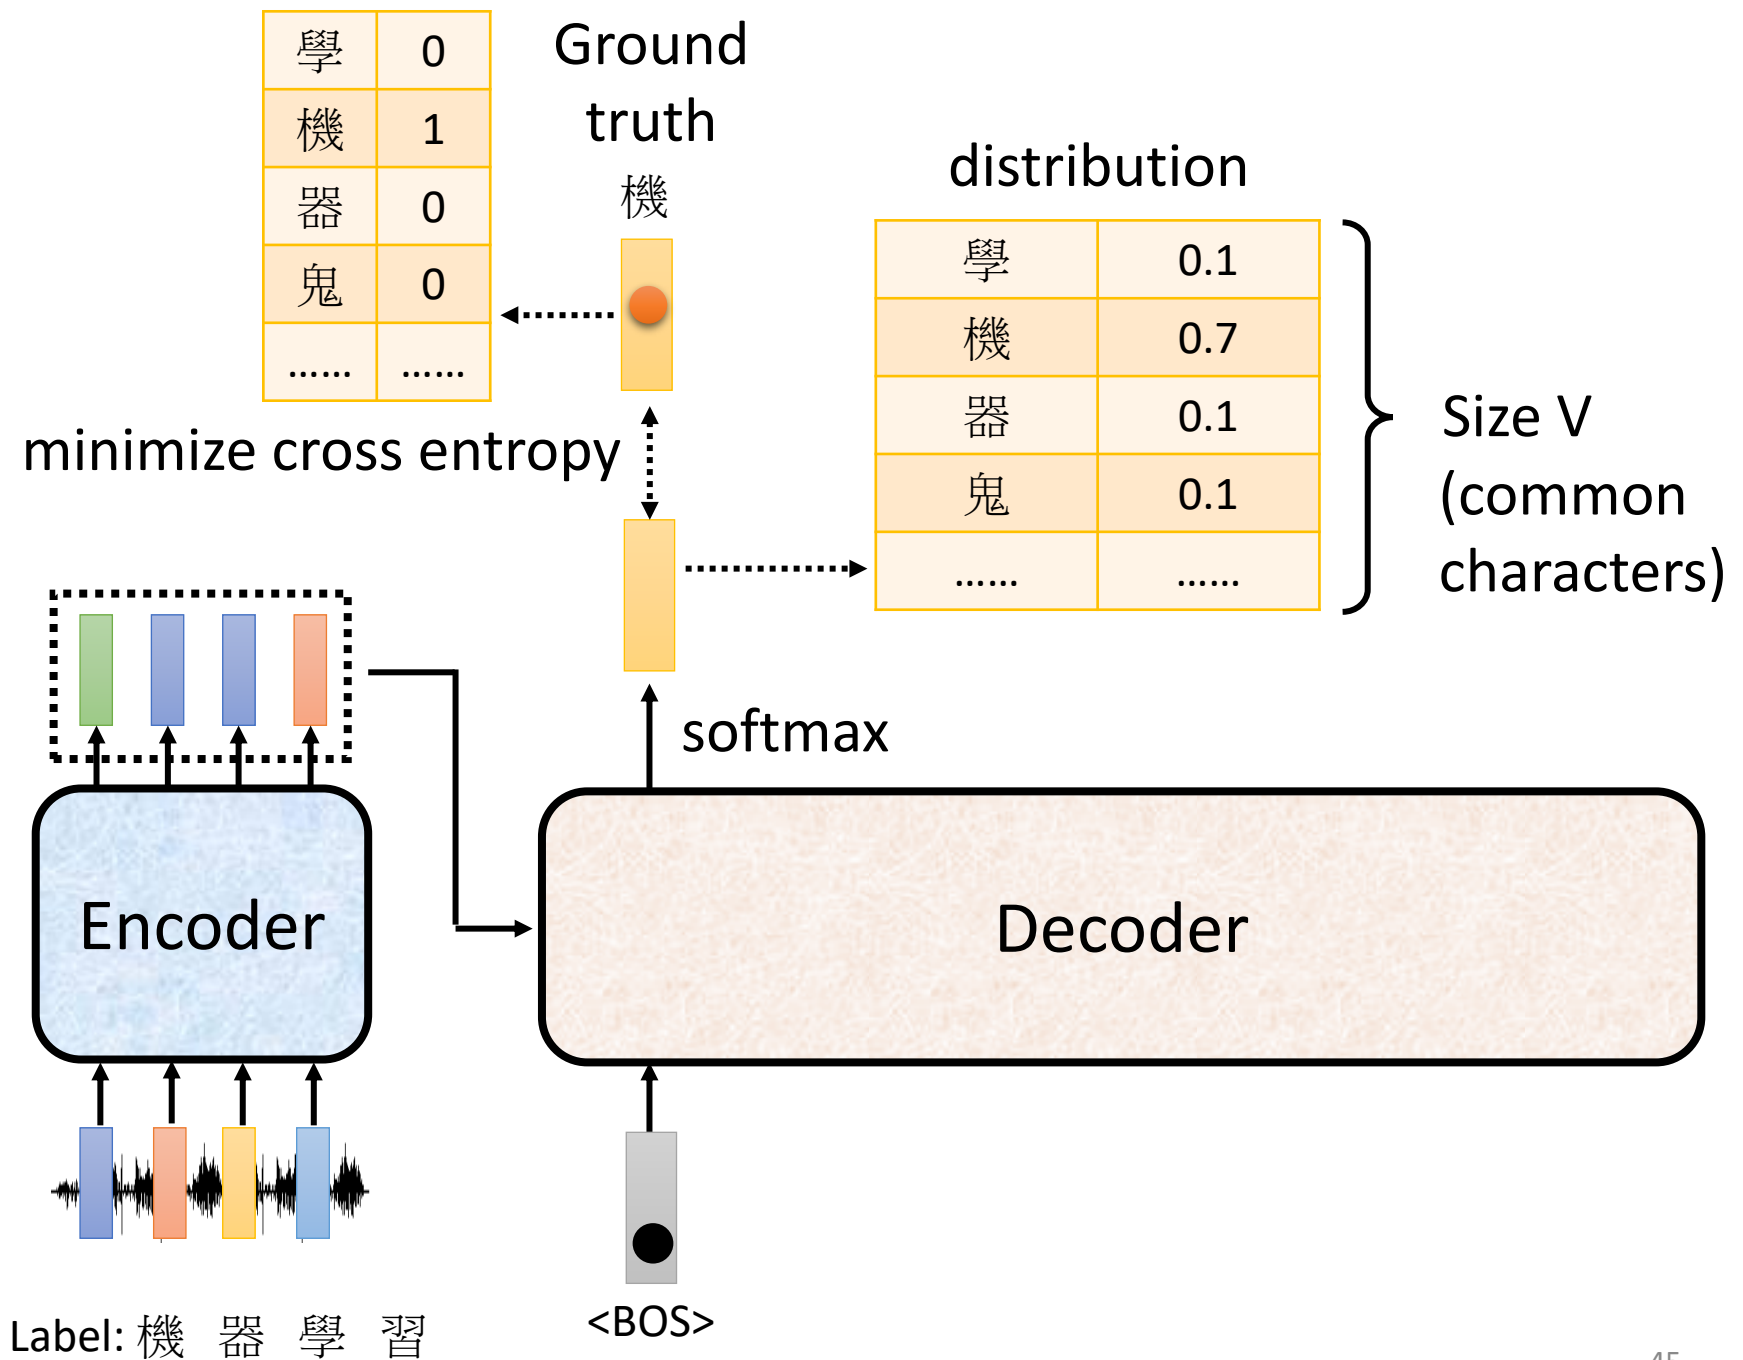 學 0
機 1
器 0
鬼 0
…… ……
Ground
truth
機
distribution
學 0.1
機 0.7
器 0.1
鬼 0.1
…… ……
Size V
(common
characters)
minimize cross entropy
softmax
Encoder
Decoder
<BOS>
Label: 機 器 學 習
45